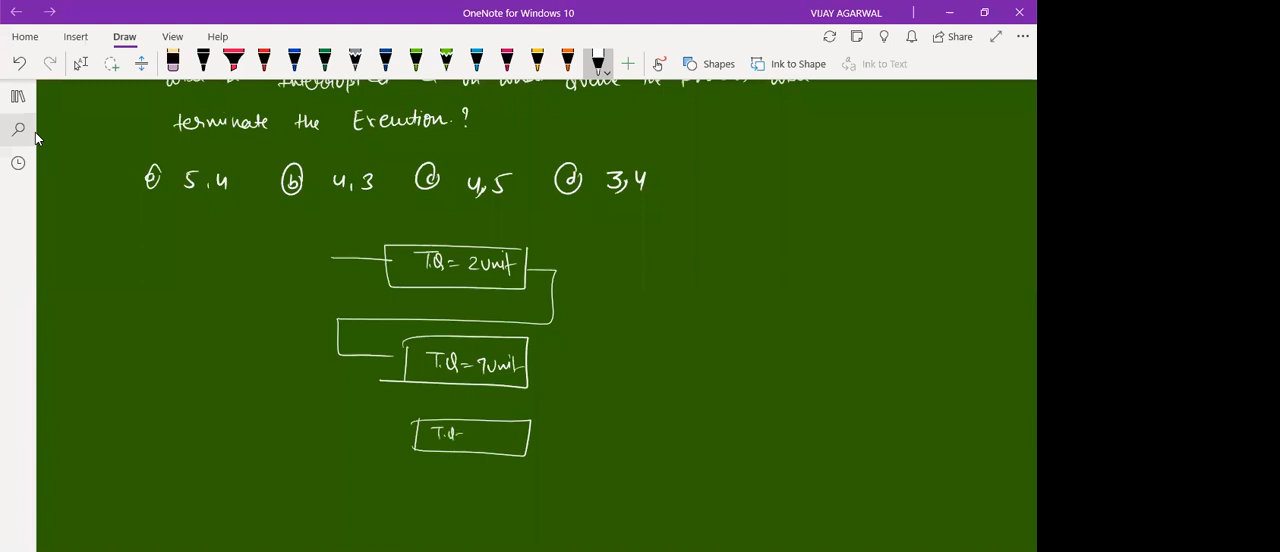 OneNote for Windows 10
VIJAY AGARWAL
Home Insert Draw View Help
Share
Shapes Ink to Shape Ink to Text
terminate the Exeution.?
a 5.4 b 4,3 c 4,5 d 3,4
T.Q= 2unit
T.Q= 7unit
T.Q=